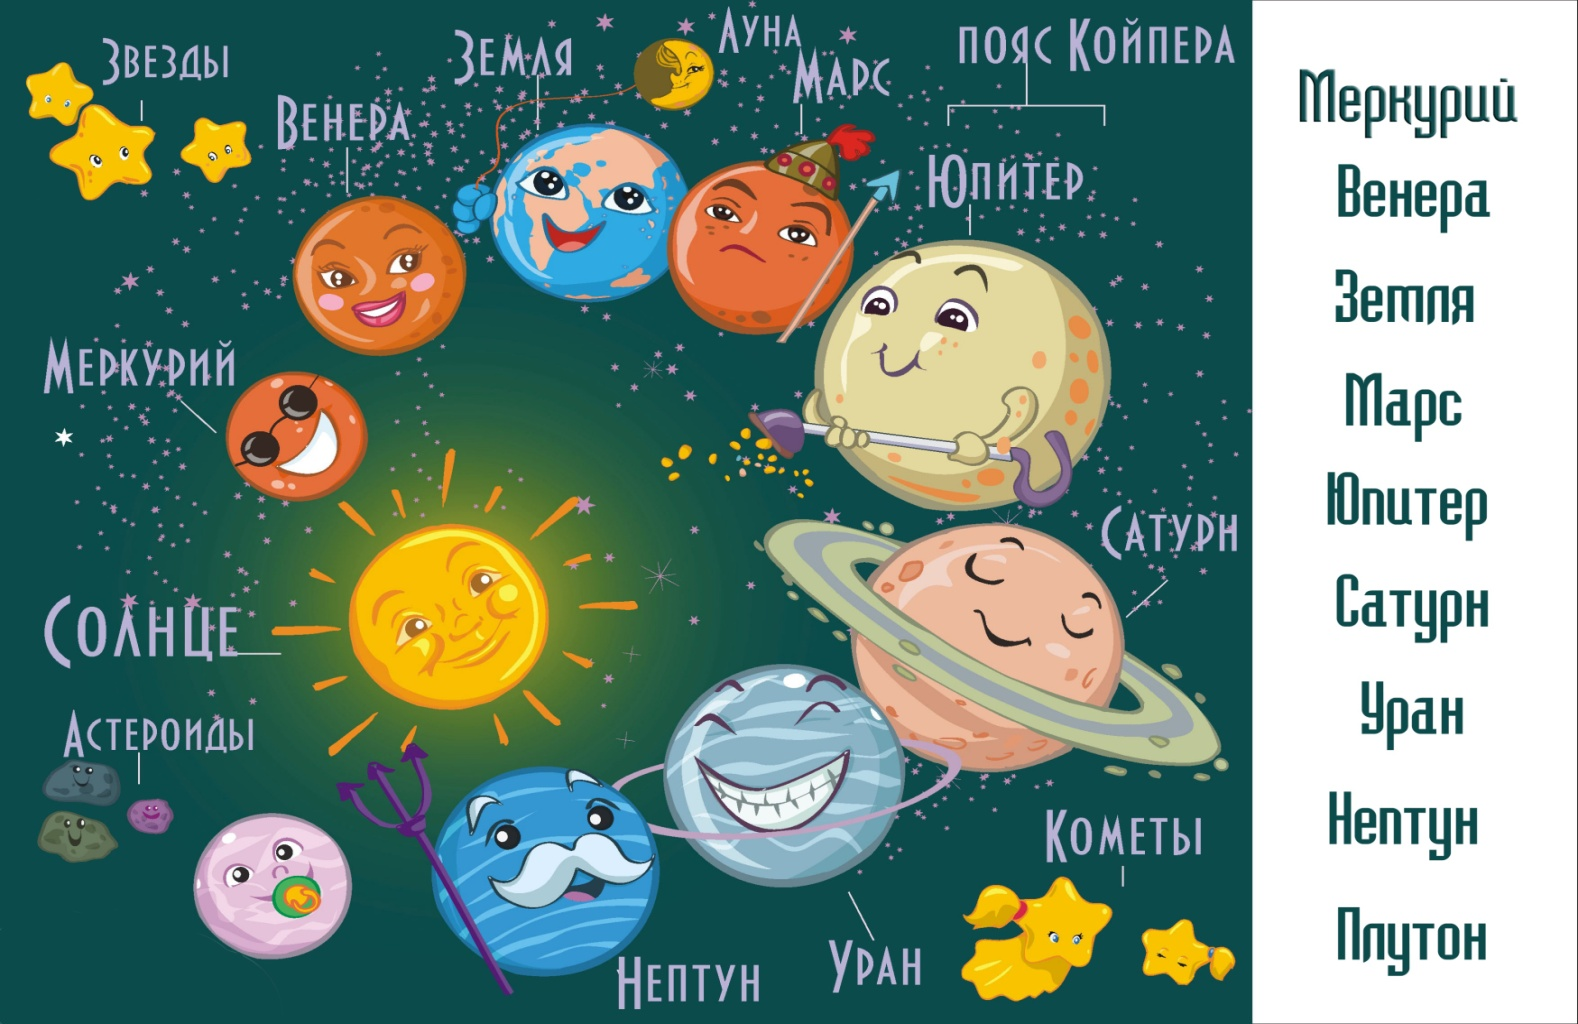 Звезды
Земля
Луна
Марс
пояс Койпера
Венера
Юпитер
Меркурий
Сатурн
Солнце
Астероиды
Кометы
Уран
Нептун
Меркурий
Венера
Земля
Марс
Юпитер
Сатурн
Уран
Нептун
Плутон